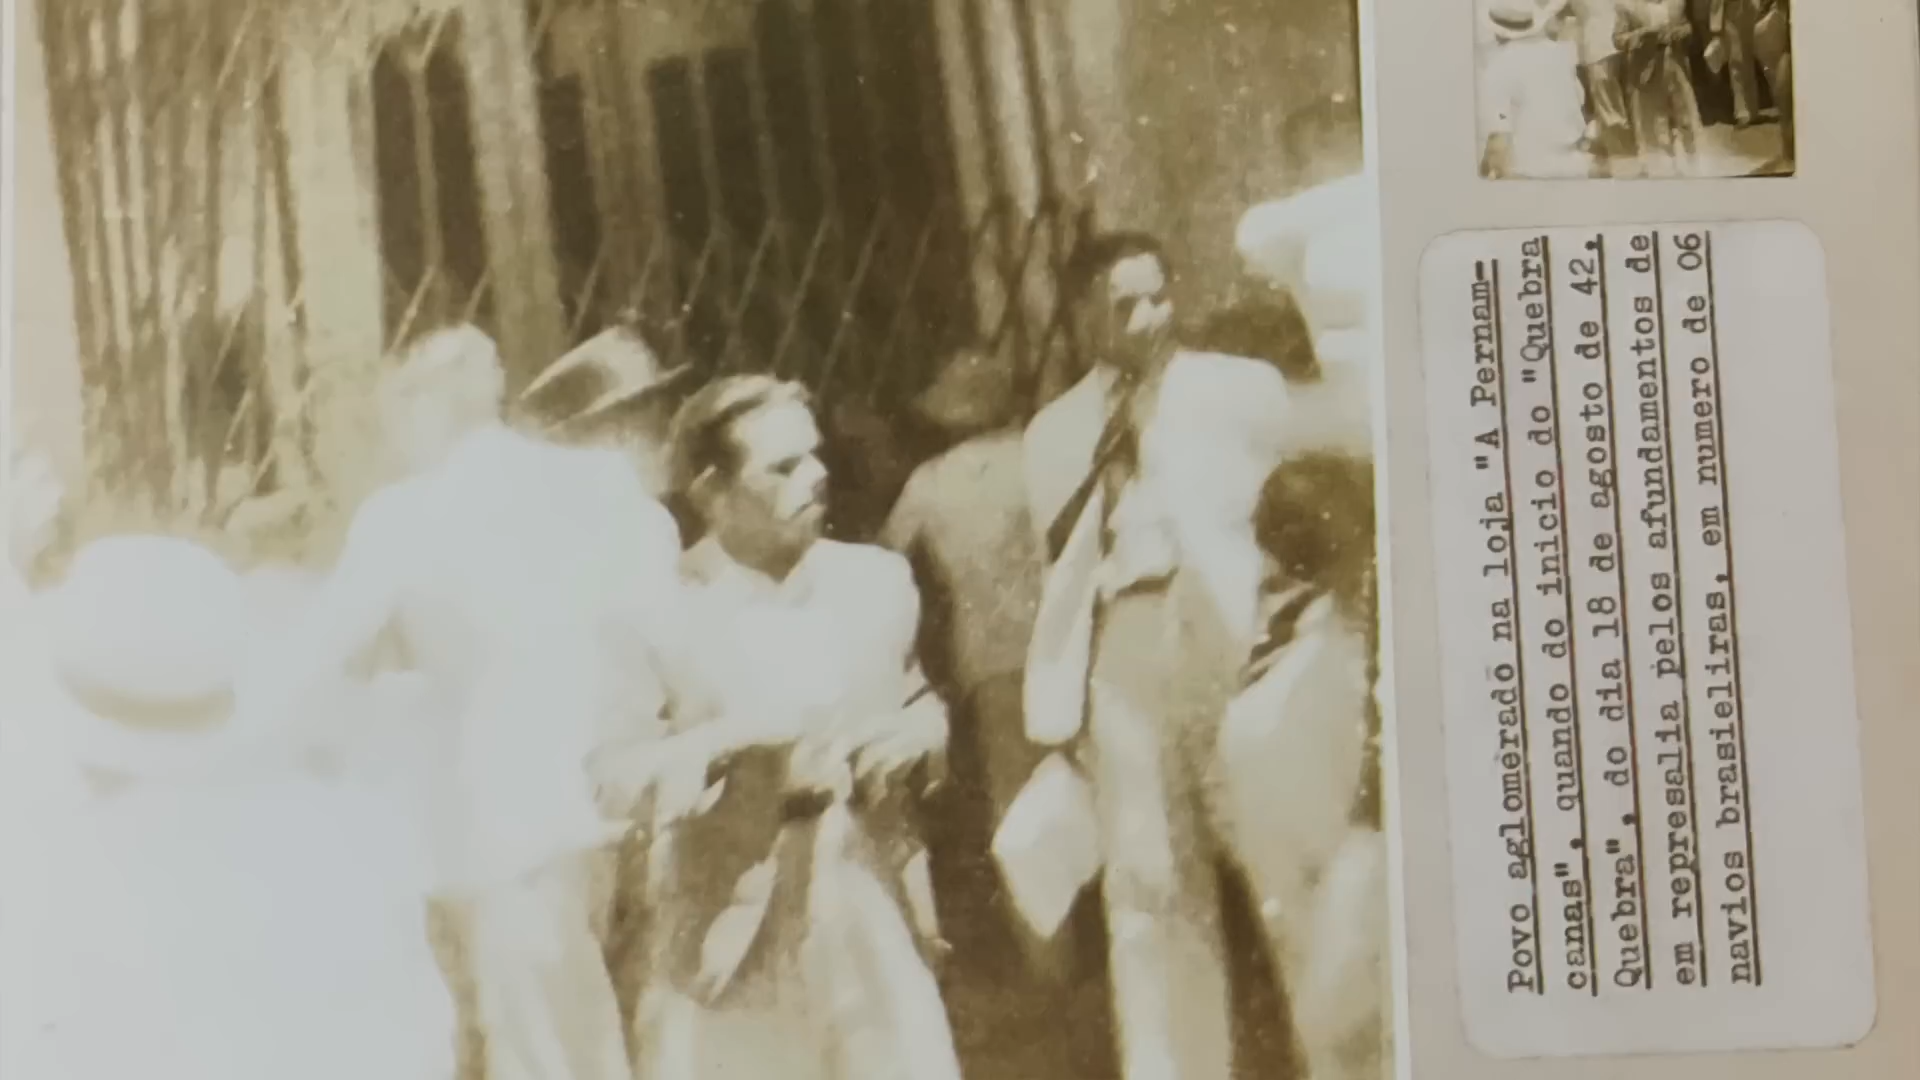 Povo aglomerado na loja "A Pernam-
canas", quando do inicio do "Quebra
Quebra", do dia 18 de agosto de 42,
em represalia pelos afundamentos de
navios brasieliras, em numero de 06